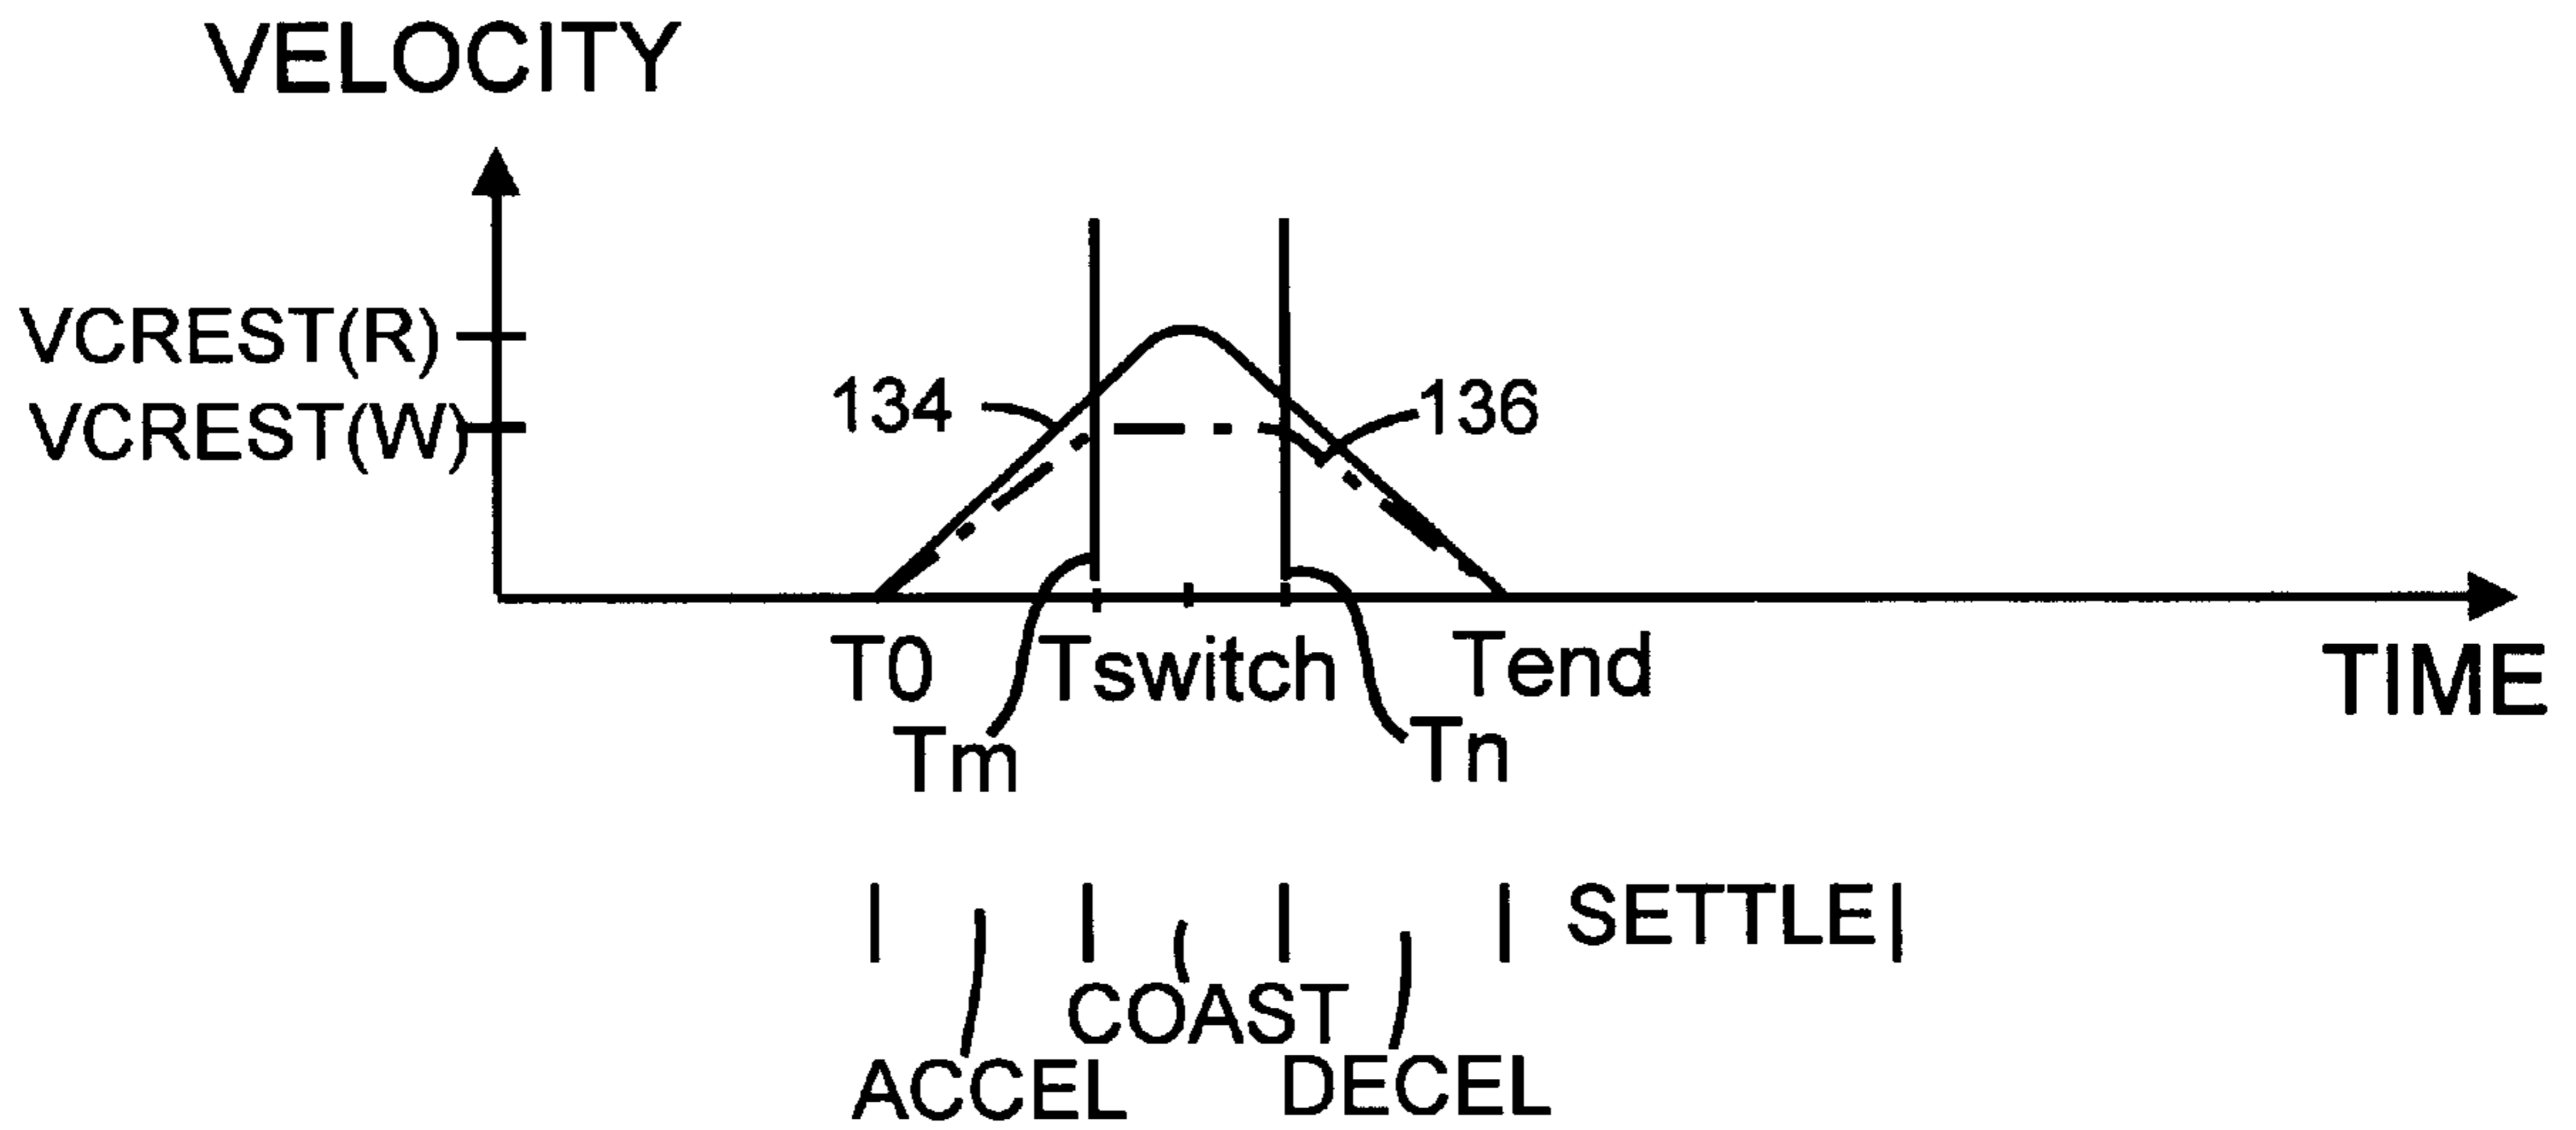 VELOCITY
VCREST(R)
VCREST(W)
134
136
T0 Tswitch Tend
TIME
Tm Tn
SETTLE
COAST
ACCEL DECEL